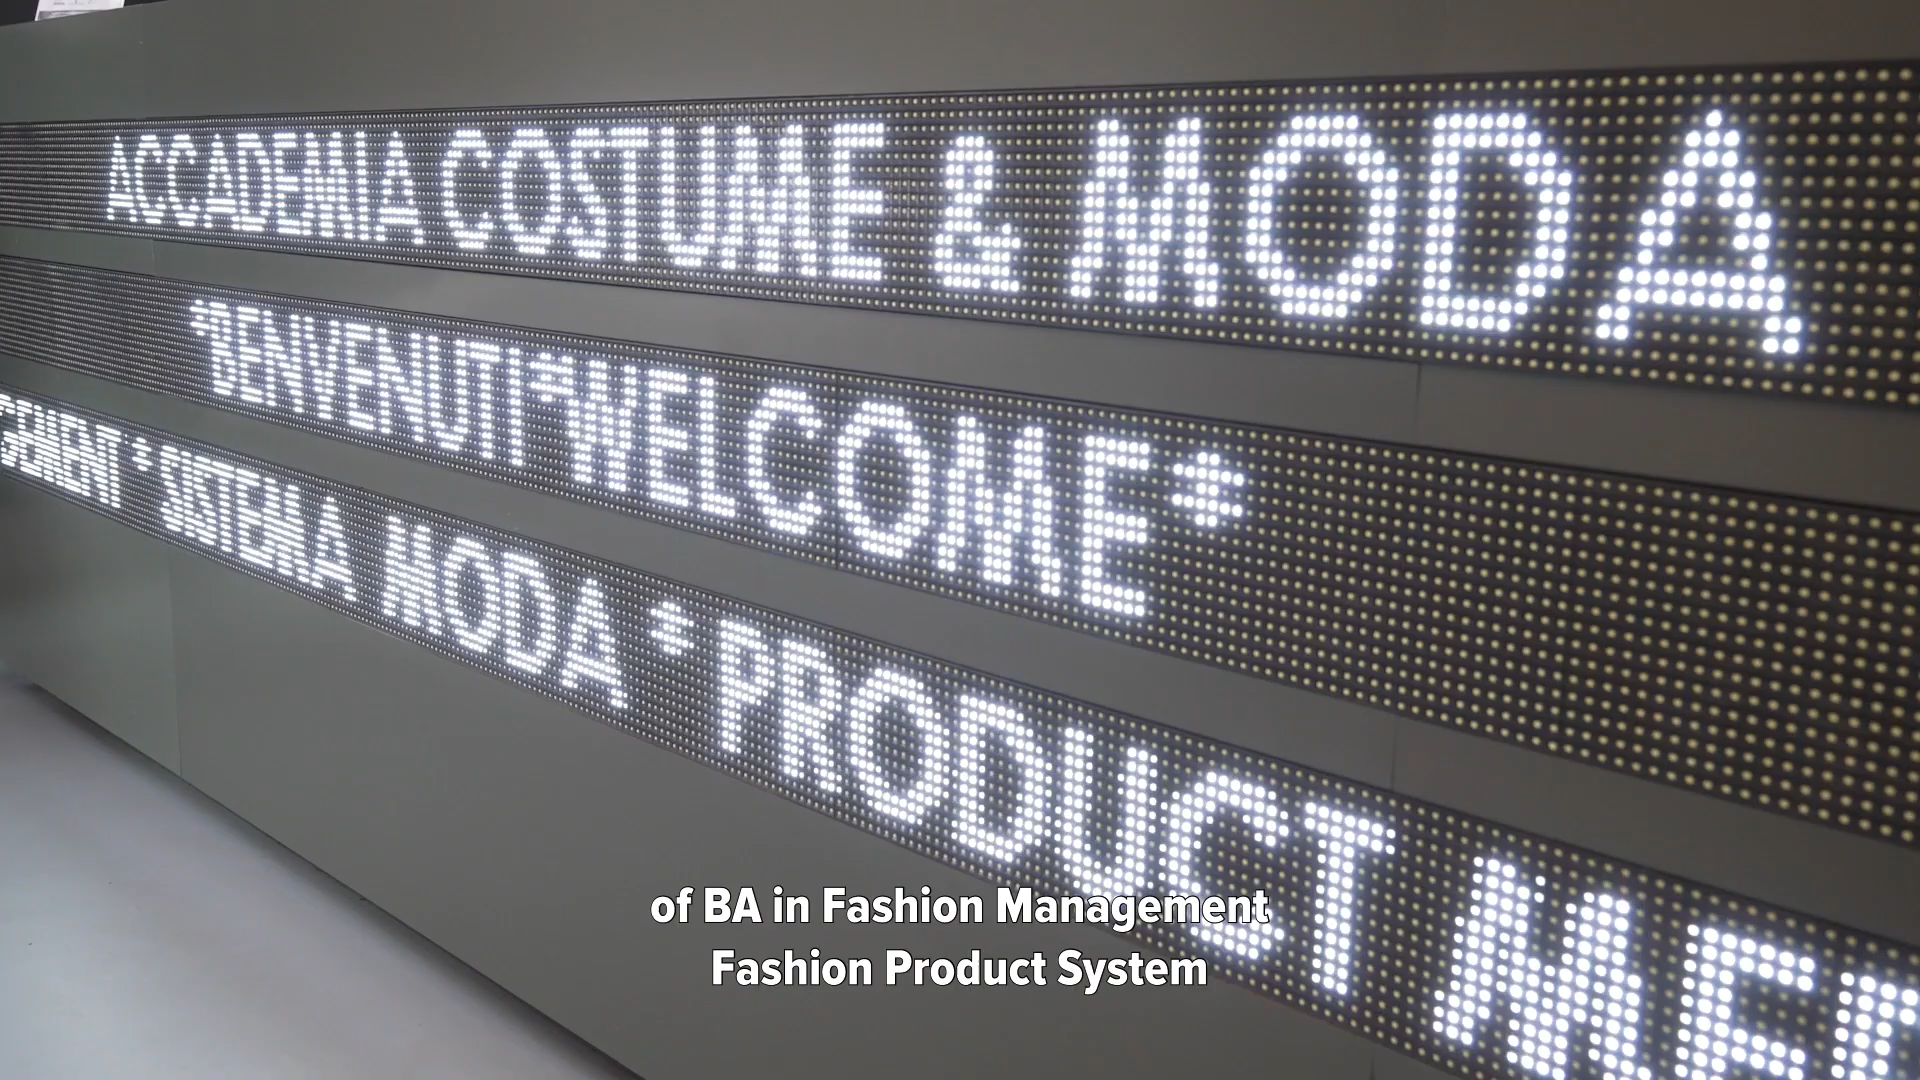 ACCADEMIA COSTUME & MODA
*BENVENUTI*WELCOME*
SISTEMA MODA * PRODUCT
of BA in Fashion Management
Fashion Product System